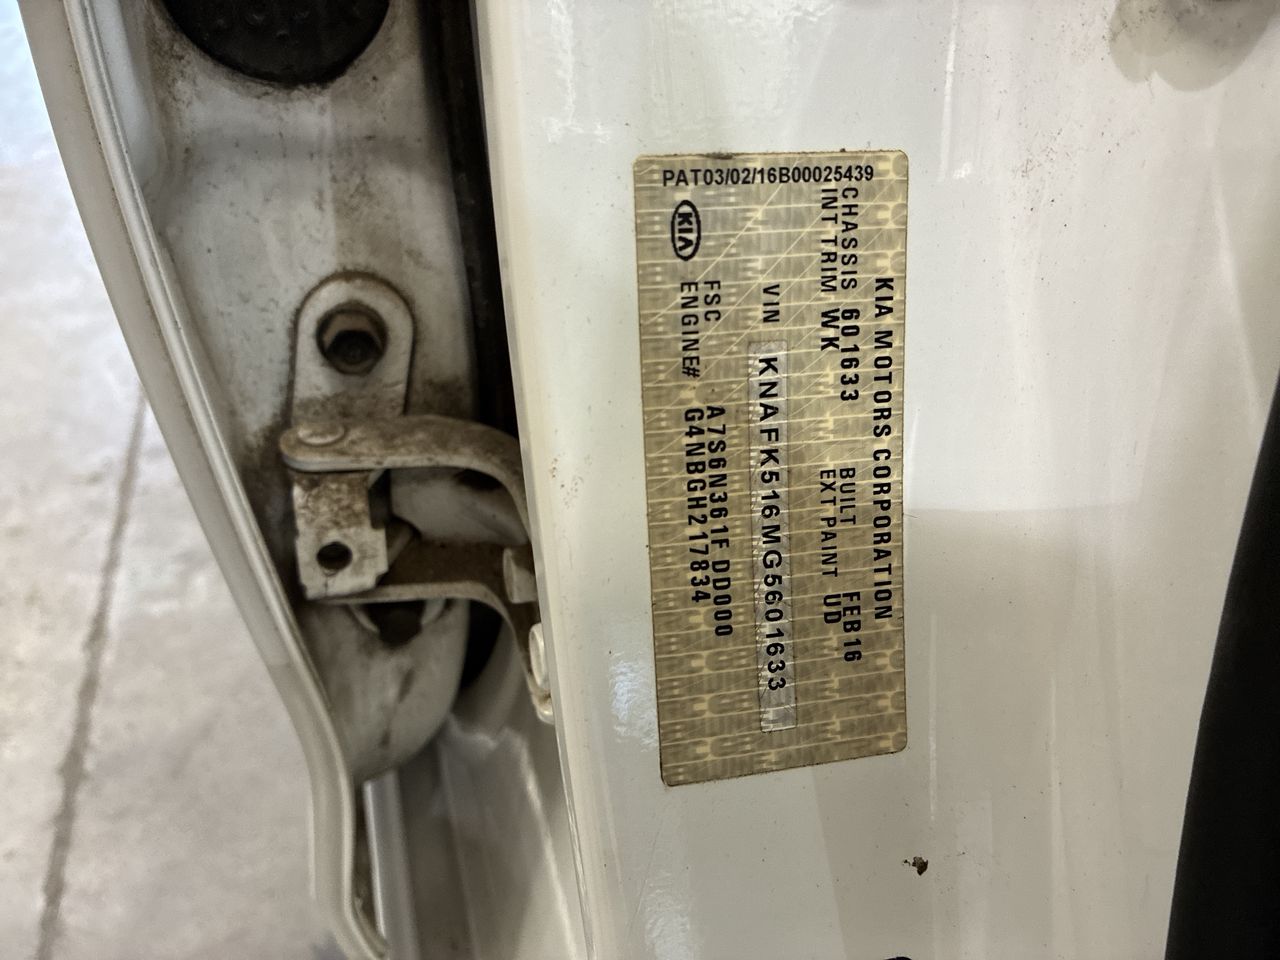 PAT03/02/16B00025439
KIA MOTORS CORPORATION
CHASSIS 601633 BUILT FEB16
INT TRIM WK EXT PAINT UD
VIN KNAFK516MG5601633
KIA
FSC A7S6N361F DD000
ENGINE# G4NBGH217834